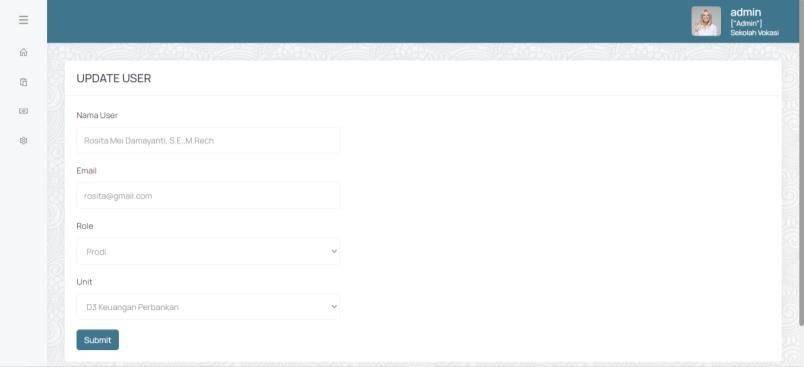 admin
["Admin"]
Sekolah Vokasi
UPDATE USER
Nama User
Rosita Mei Damayanti, S.E.,M.Rech
Email
rosita@gmail.com
Role
Prodi
Unit
D3 Keuangan Perbankan
Submit